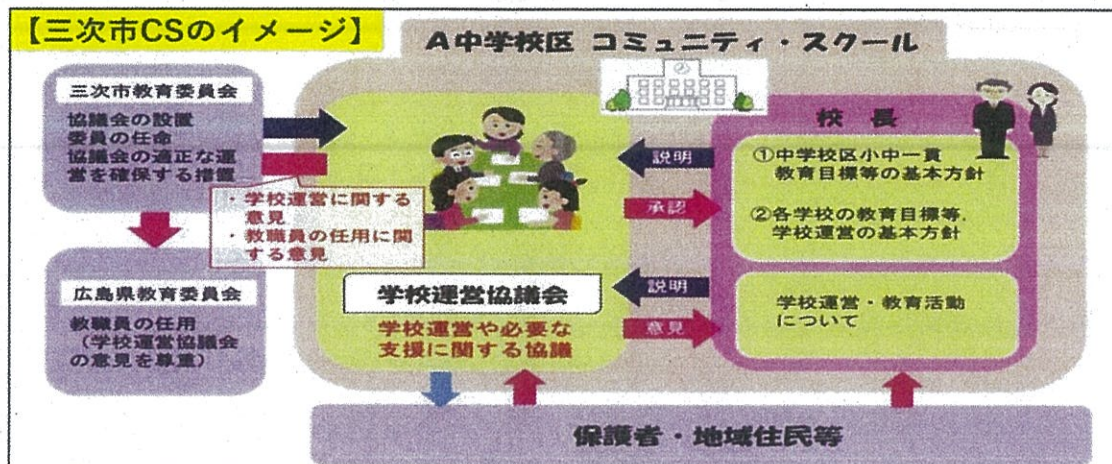 【三次市CSのイメージ】
A中学校区 コミュニティ・スクール
三次市教育委員会
協議会の設置
委員の任命
協議会の適正な運
営を確保する措置
・学校運営に関する
意見
・教職員の任用に関
する意見
広島県教育委員会
教職員の任用
(学校運営協議会
の意見を尊重)
学校運営協議会
学校運営や必要な
支援に関する協議
説明
承認
説明
意見
校長
①中学校区小中一貫
教育目標等の基本方針
②各学校の教育目標等,
学校運営の基本方針
学校運営・教育活動
について
保護者・地域住民等